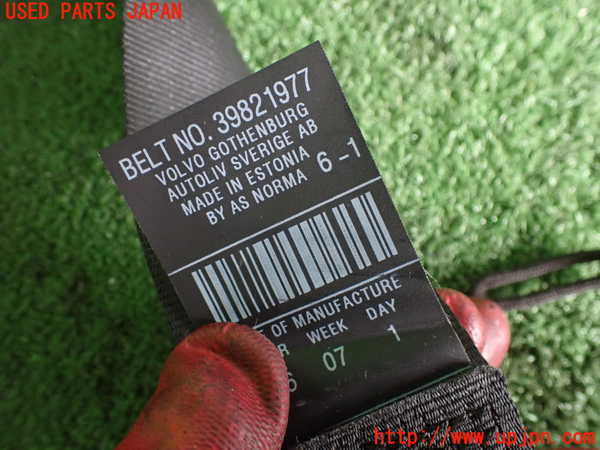 USED PARTS JAPAN
BELT NO. 39821977
VOLVO GOTHENBURG
AUTOLIV SVERIGE AB
MADE IN ESTONIA
BY AS NORMA 6-1
OF MANUFACTURE
WEEK DAY
07 1
http://www.upjpn.com/